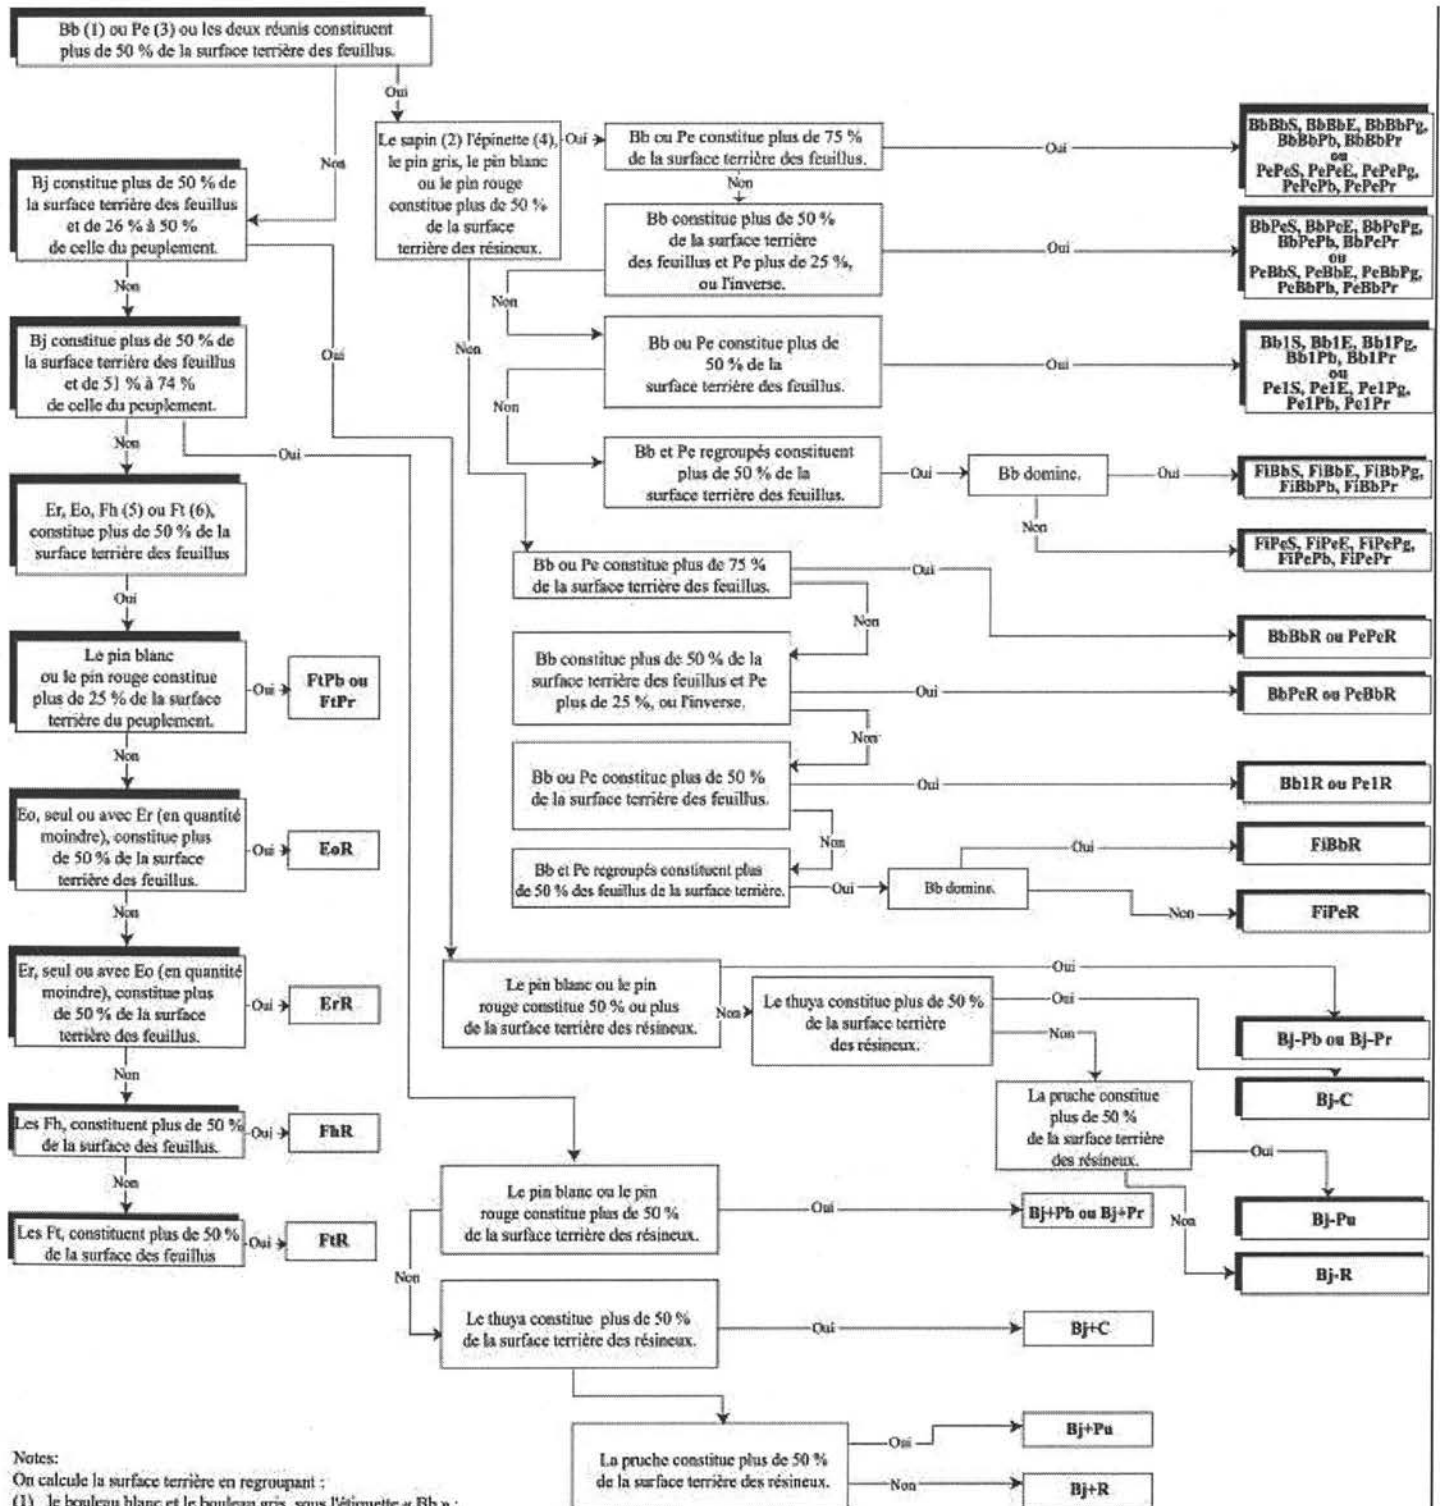 Bb (1) ou Pe (3) ou les deux réunis constituent
plus de 50 % de la surface terrière des feuillus.
Oui
Non
Le sapin (2) l'épinette (4),
le pin gris, le pin blanc
ou le pin rouge
constitue plus de 50 %
de la surface
terrière des résineux.
Oui
Bb ou Pe constitue plus de 75 %
de la surface terrière des feuillus.
Oui
BbBbS, BbBbE, BbBbPg,
BbBbPb, BbBbPr
ou
PePeS, PePeE, PePePg,
PePePb, PePePr
Non
Bj constitue plus de 50 % de
la surface terrière des feuillus
et de 26 % à 50 %
de celle du peuplement.
Bb constitue plus de 50 %
de la surface terrière
des feuillus et Pe plus de 25 %,
ou l'inverse.
Oui
BbPeS, BbPeE, BbPePg,
BbPePb, BbPePr
ou
PeBbS, PeBbE, PeBbPg,
PeBbPb, PeBbPr
Non
Non
Bj constitue plus de 50 % de
la surface terrière des feuillus
et de 51 % à 74 %
de celle du peuplement.
Oui
Non
Bb ou Pe constitue plus de
50 % de la
surface terrière des feuillus.
Oui
Bb1S, Bb1E, Bb1Pg,
Bb1Pb, Bb1Pr
ou
Pe1S, Pe1E, Pe1Pg,
Pe1Pb, Pe1Pr
Non
Non
Oui
Bb et Pe regroupés constituent
plus de 50 % de la
surface terrière des feuillus.
Oui
Bb domine.
Oui
FiBbS, FiBbE, FiBbPg,
FiBbPb, FiBbPr
Non
FiPeS, FiPeE, FiPePg,
FiPePb, FiPePr
Er, Eo, Fh (5) ou Ft (6),
constitue plus de 50 % de la
surface terrière des feuillus
Oui
Bb ou Pe constitue plus de 75 %
de la surface terrière des feuillus.
Oui
BbBbR ou PePeR
Non
Le pin blanc
ou le pin rouge constitue
plus de 25 % de la surface
terrière du peuplement.
Oui
FtPb ou
FtPr
Bb constitue plus de 50 % de la
surface terrière des feuillus et Pe
plus de 25 %, ou l'inverse.
Oui
BbPeR ou PeBbR
Non
Non
Bb ou Pe constitue plus de 50 %
de la surface terrière des feuillus.
Oui
Bb1R ou Pe1R
Non
Eo, seul ou avec Er (en quantité
moindre), constitue plus
de 50 % de la surface
terrière des feuillus.
Oui
EoR
Bb et Pe regroupés constituent plus
de 50 % des feuillus de la surface terrière.
Oui
Bb domine.
Oui
FiBbR
Non
FiPeR
Non
Er, seul ou avec Eo (en quantité
moindre), constitue plus
de 50 % de la surface
terrière des feuillus.
Oui
ErR
Le pin blanc ou le pin
rouge constitue 50 % ou plus
de la surface terrière des résineux.
Oui
Non
Le thuya constitue plus de 50 %
de la surface terrière
des résineux.
Oui
Non
Bj-Pb ou Bj-Pr
Bj-C
Non
Les Fh, constituent plus de 50 %
de la surface des feuillus.
Oui
FhR
La pruche constitue
plus de 50 %
de la surface terrière
des résineux.
Oui
Bj-Pu
Non
Bj-R
Non
Les Ft, constituent plus de 50 %
de la surface des feuillus
Oui
FtR
Le pin blanc ou le pin
rouge constitue plus de 50 %
de la surface terrière des résineux.
Oui
Bj+Pb ou Bj+Pr
Non
Le thuya constitue plus de 50 %
de la surface terrière des résineux.
Oui
Bj+C
La pruche constitue plus de 50 %
de la surface terrière des résineux.
Oui
Bj+Pu
Non
Bj+R
Notes:
On calcule la surface terrière en regroupant :
(1) le bouleau blanc et le bouleau gris, sous l'étiquette « Bb » ;